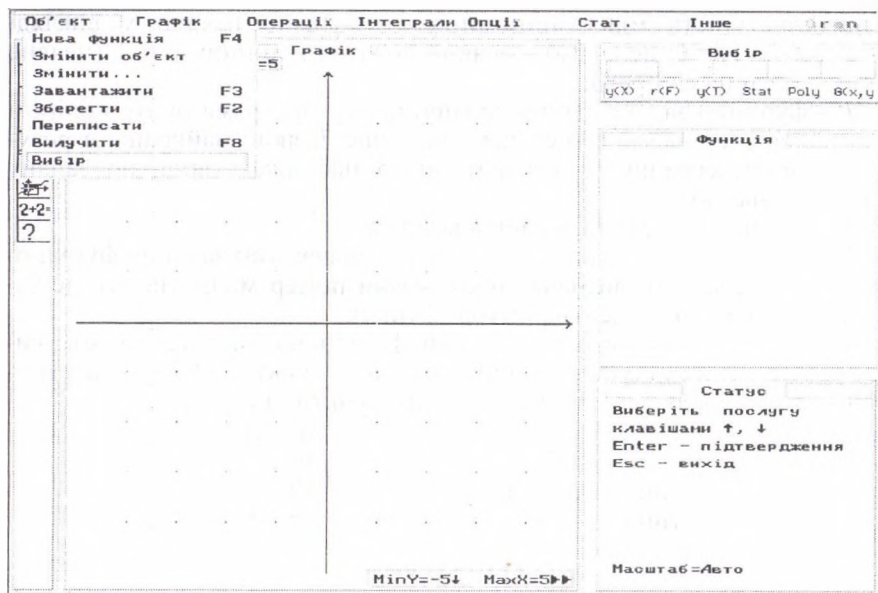 Об'єкт Графік Операції Інтеграли Опції Стат. Інше
Нова функція F4
Змінити об'єкт
Змінити...
Завантажити F3
Зберегти F2
Переписати
Вилучити F8
Вибір
2+2=
?
Графік
=5
MinY=-5↓ MaxX=5▶▶
Вибір
y(X) r(F) y(T) Stat Poly 0(x,y
Функція
Статус
Виберіть послугу
клавішами ↑, ↓
Enter - підтвердження
Esc - вихід
Масштаб=Авто